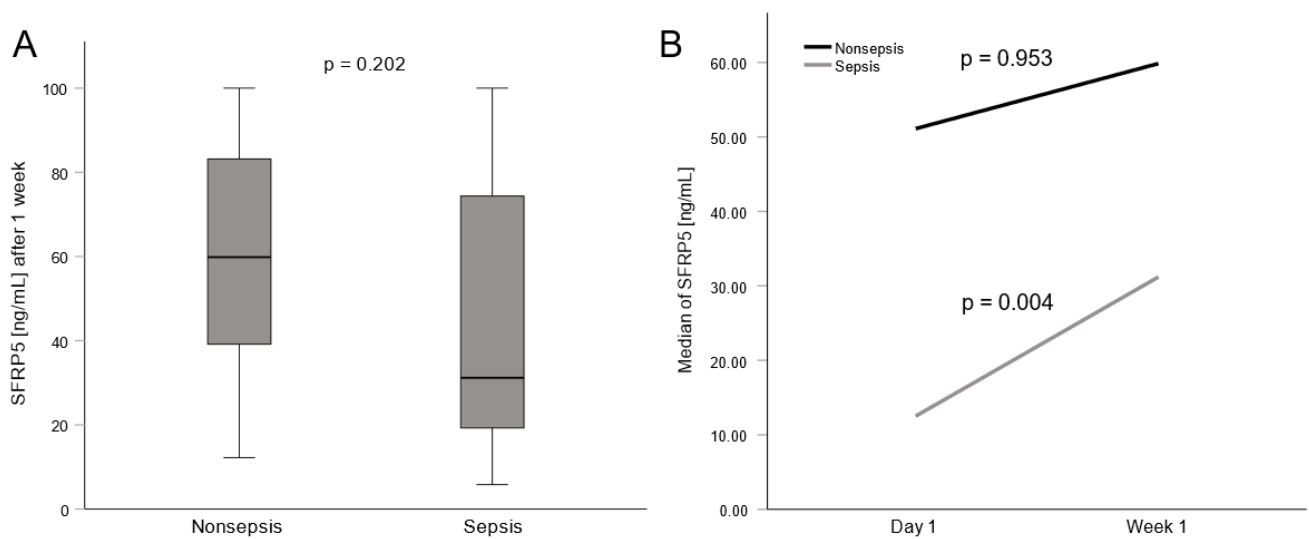 A
p = 0.202
SFRP5 [ng/mL] after 1 week
100
80
60
40
20
0
Nonsepsis
Sepsis
B
Nonsepsis
Sepsis
p = 0.953
p = 0.004
Median of SFRP5 [ng/mL]
60.00
50.00
40.00
30.00
20.00
10.00
0.00
Day 1
Week 1